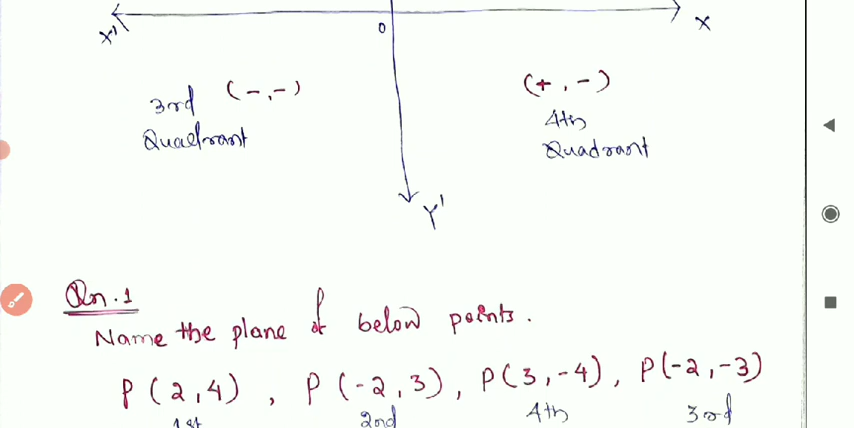 X' O X
3rd (-,-) (+,-)
Quadrant 4th
Quadrant
Y'
Qn.1
Name the plane of below points.
P(2,4), P(-2,3), P(3,-4), P(-2,-3)
1st 2nd 4th 3rd